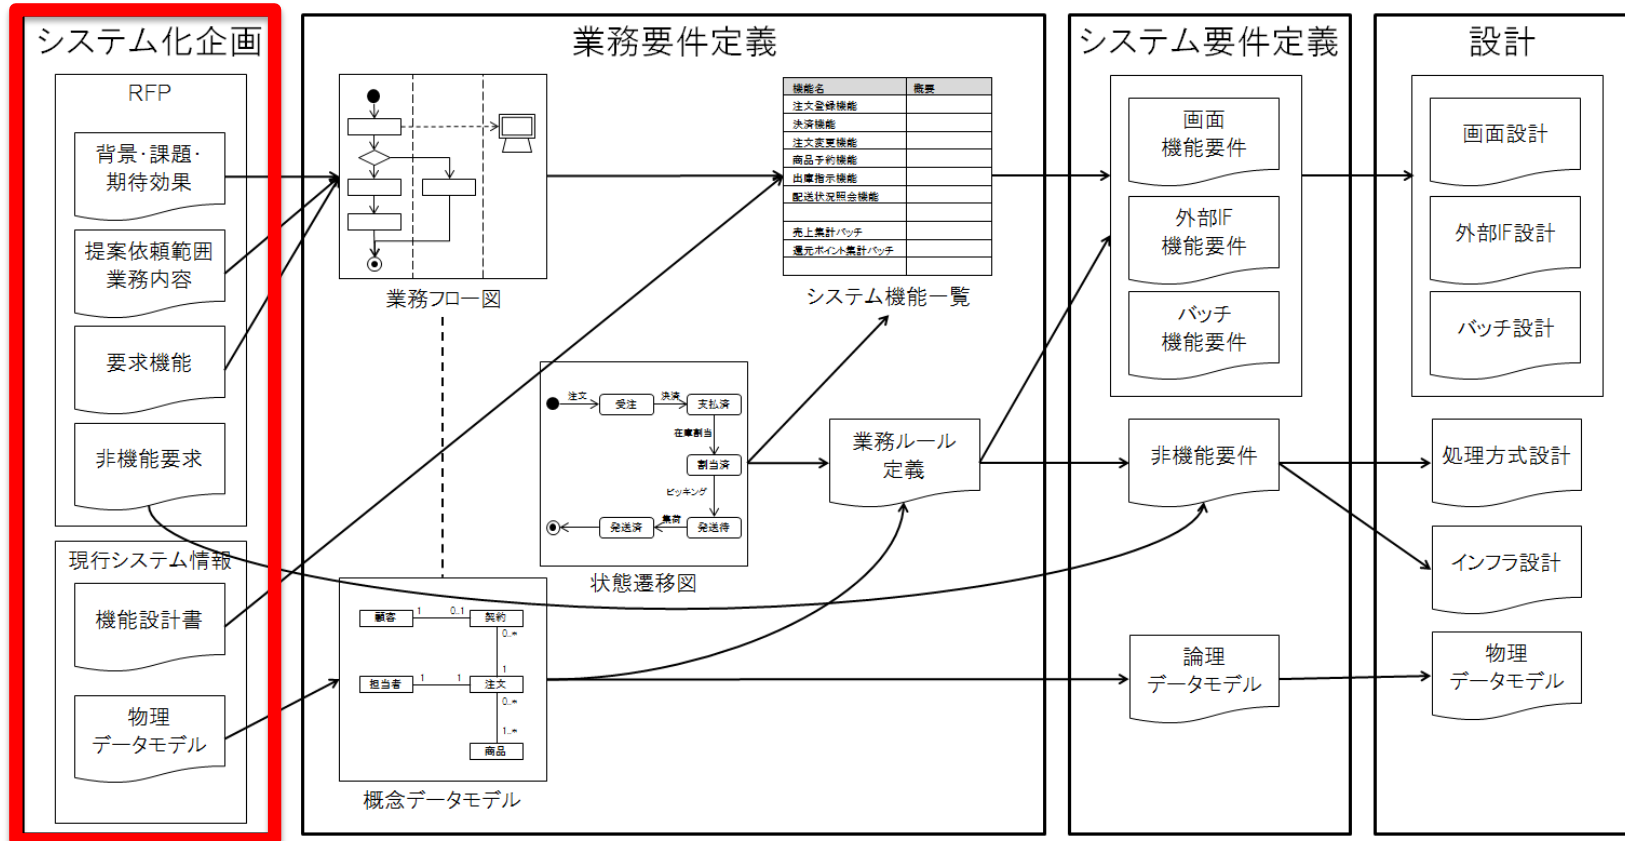 システム化企画
RFP
背景・課題・
期待効果
提案依頼範囲
業務内容
要求機能
非機能要求
現行システム情報
機能設計書
物理
データモデル
業務要件定義
業務フロー図
機能名 概要
注文登録機能
決済機能
注文変更機能
商品予約機能
出庫指示機能
配送状況照会機能
売上集計バッチ
還元ポイント集計バッチ
システム機能一覧
注文
受注
決済
支払済
在庫割当
割当済
ピッキング
発送待
集荷
発送済
状態遷移図
業務ルール
定義
顧客
1
0..1
契約
0..*
1
担当者
1
1
注文
0..*
1..*
商品
概念データモデル
システム要件定義
画面
機能要件
外部IF
機能要件
バッチ
機能要件
非機能要件
論理
データモデル
設計
画面設計
外部IF設計
バッチ設計
処理方式設計
インフラ設計
物理
データモデル